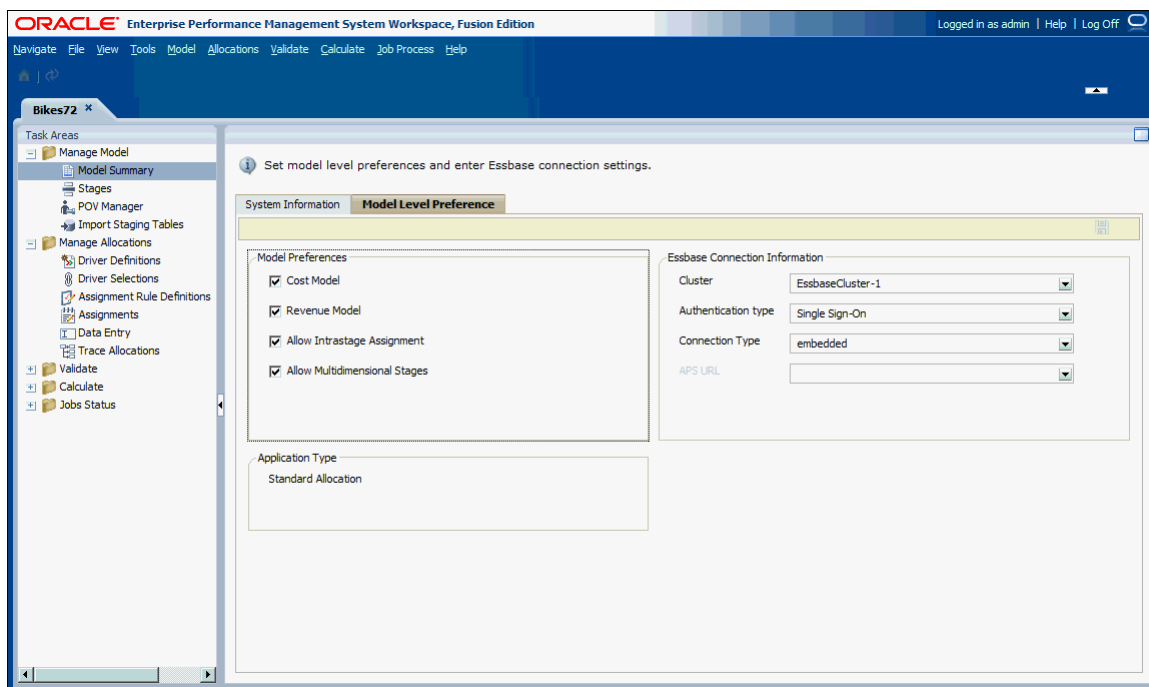 ORACLE Enterprise Performance Management System Workspace, Fusion Edition
Logged in as admin | Help | Log Off
Navigate File View Tools Model Allocations Validate Calculate Job Process Help
Bikes72 ×
Task Areas
Manage Model
Model Summary
Stages
POV Manager
Import Staging Tables
Manage Allocations
Driver Definitions
Driver Selections
Assignment Rule Definitions
Assignments
Data Entry
Trace Allocations
Validate
Calculate
Jobs Status
Set model level preferences and enter Essbase connection settings.
System Information Model Level Preference
Model Preferences
Cost Model
Revenue Model
Allow Intrastage Assignment
Allow Multidimensional Stages
Essbase Connection Information
Cluster EssbaseCluster-1
Authentication type Single Sign-On
Connection Type embedded
APS URL
Application Type
Standard Allocation